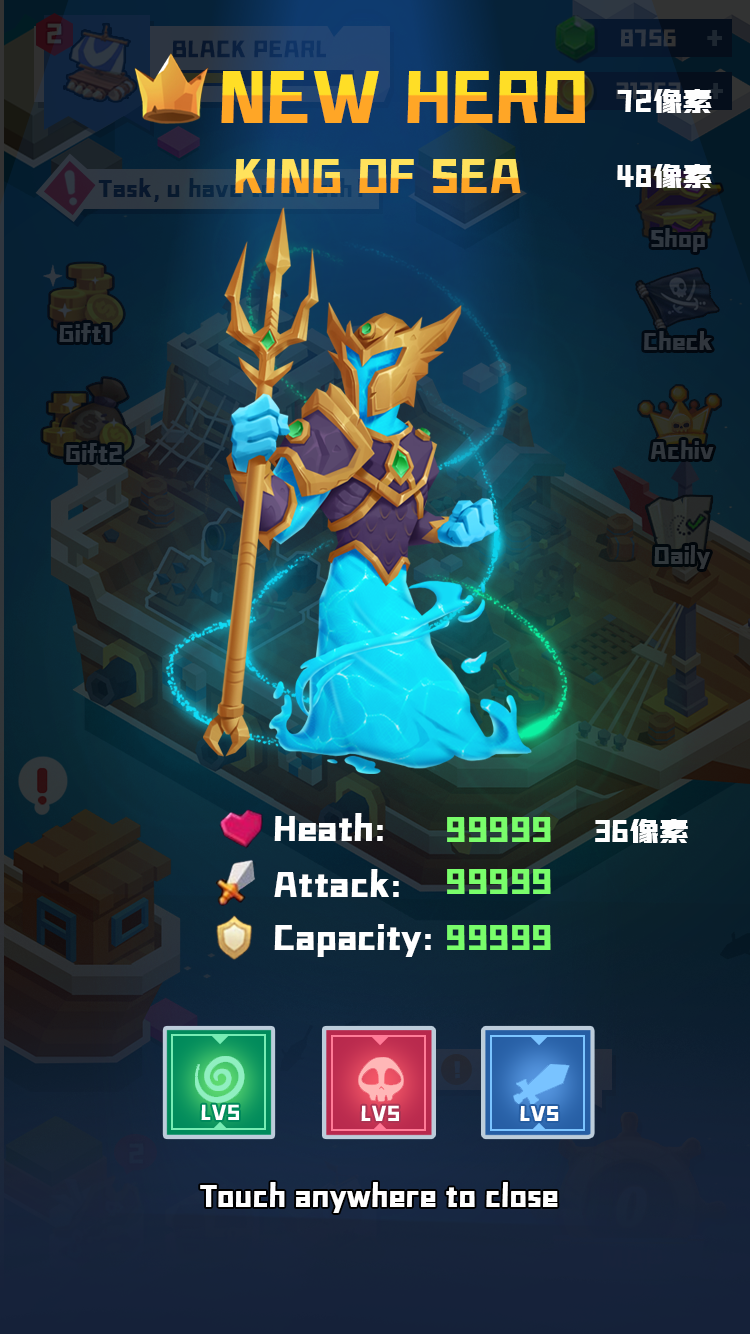 2
BLACK PEARL
8756
NEW HERO
72像素
KING OF SEA
48像素
Task, u have
Shop
Gift1
Check
Gift2
Achiv
Daily
Heath: 99999
36像素
Attack: 99999
Capacity: 99999
LV5 LV5 LV5
Touch anywhere to close